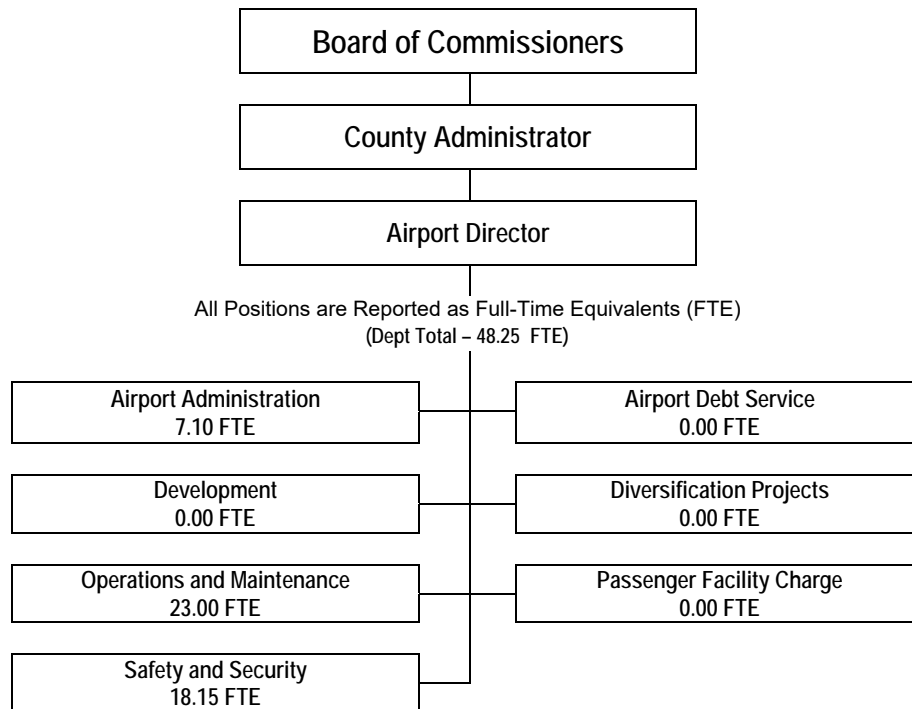 Board of Commissioners
County Administrator
Airport Director
All Positions are Reported as Full-Time Equivalents (FTE)
(Dept Total – 48.25 FTE)
Airport Administration
7.10 FTE
Airport Debt Service
0.00 FTE
Development
0.00 FTE
Diversification Projects
0.00 FTE
Operations and Maintenance
23.00 FTE
Passenger Facility Charge
0.00 FTE
Safety and Security
18.15 FTE